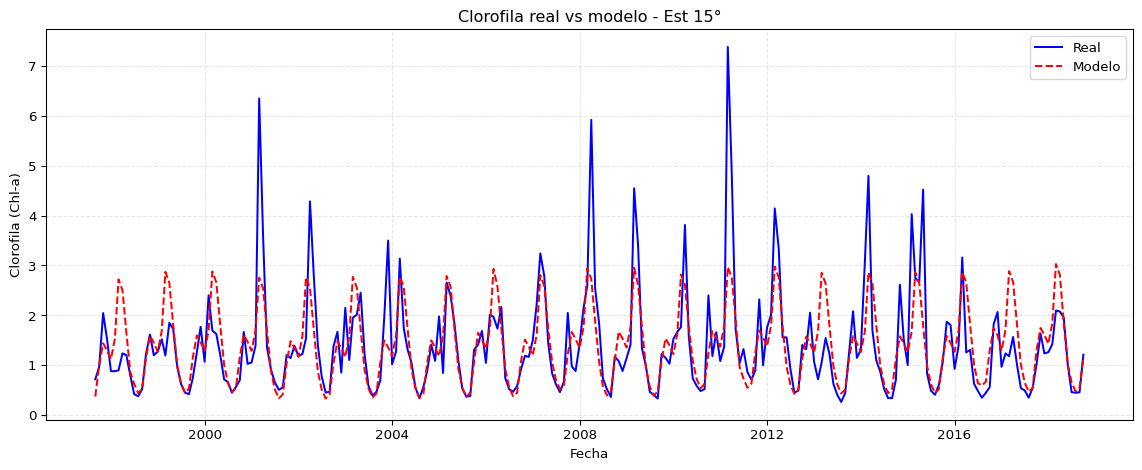 Clorofila real vs modelo - Est 15°
Real
Modelo
Clorofila (Chl-a)
7
6
5
4
3
2
1
0
2000
2004
2008
2012
2016
Fecha